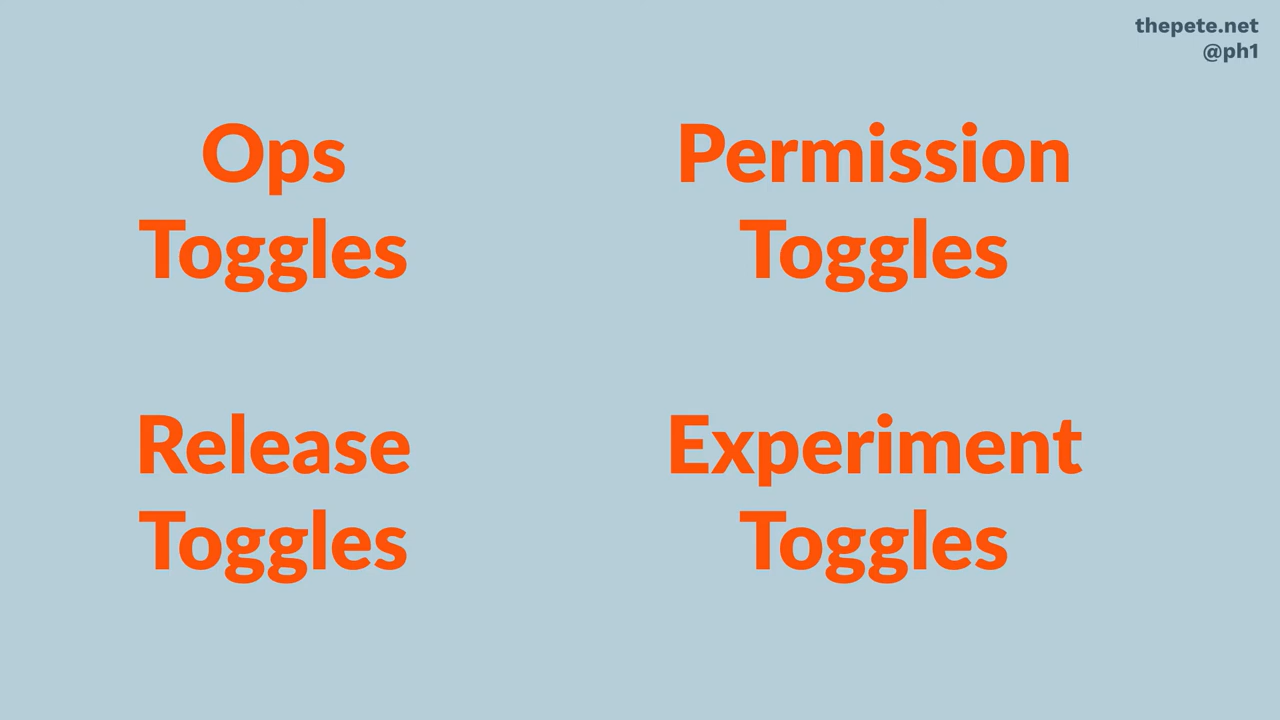 thepete.net
@ph1
Ops
Toggles
Permission
Toggles
Release
Toggles
Experiment
Toggles